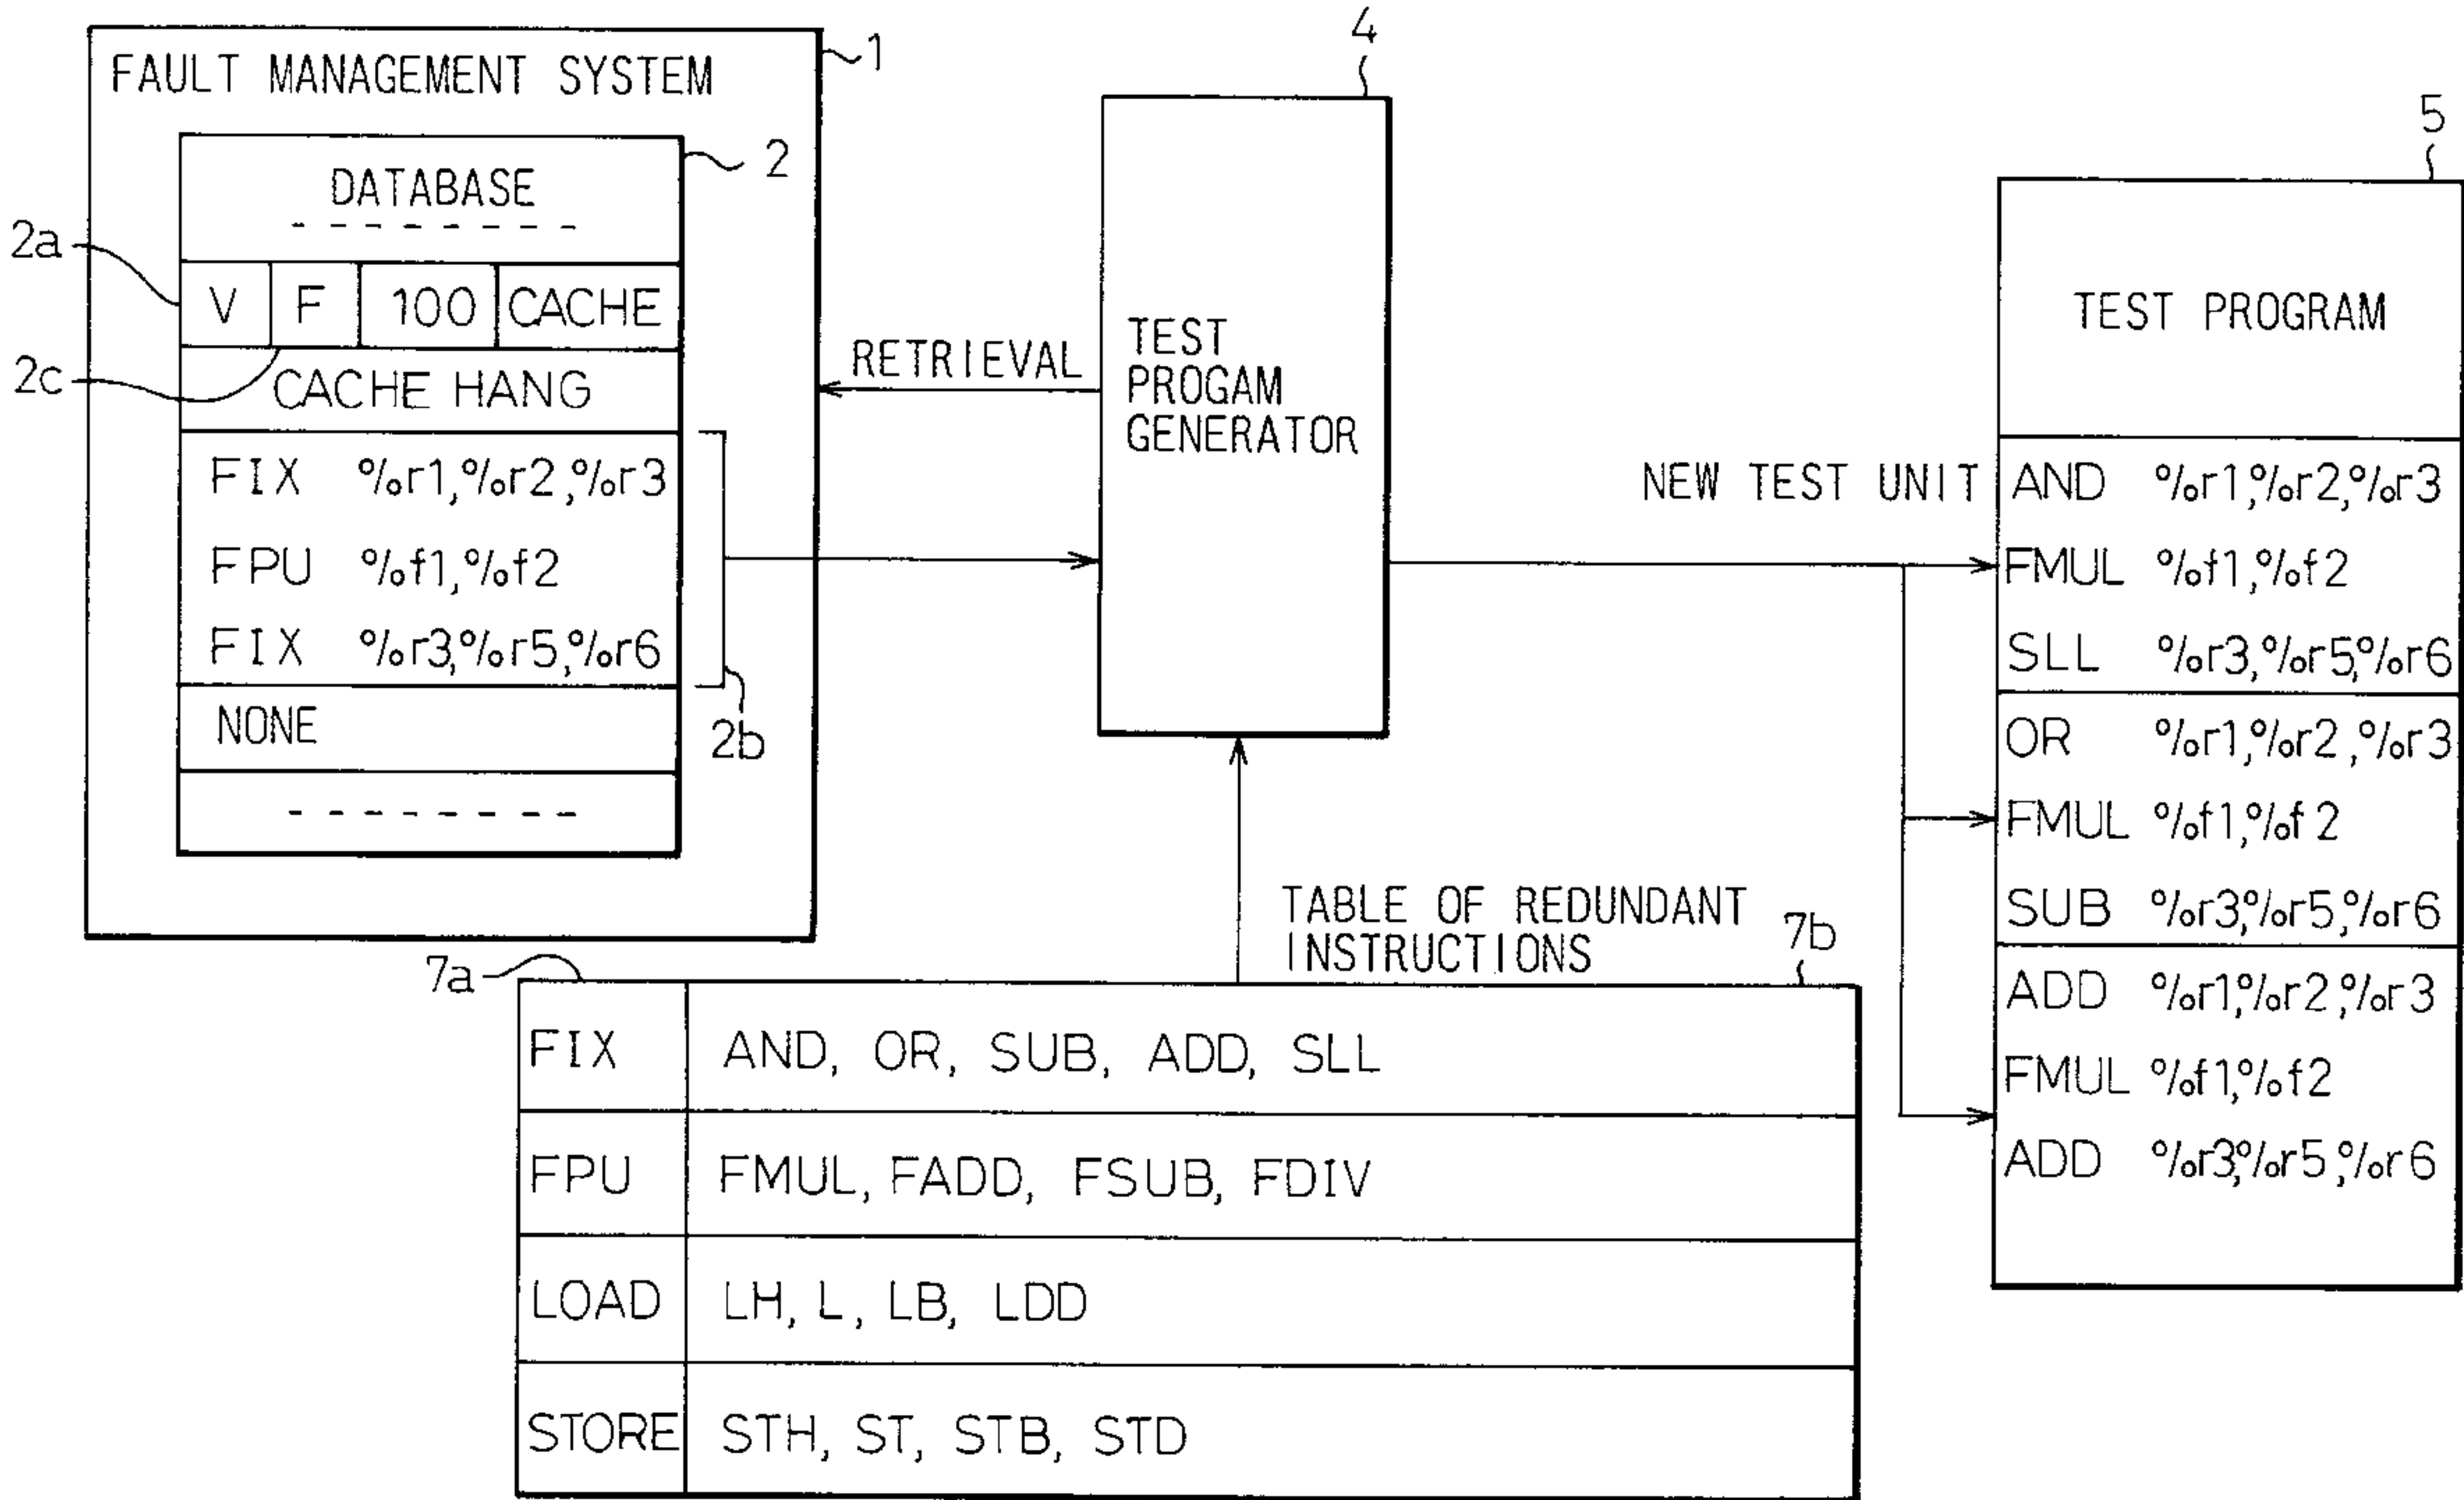 FAULT MANAGEMENT SYSTEM
1
DATABASE
2
2a
V F 100 CACHE
2c
CACHE HANG
FIX %r1,%r2,%r3
FPU %f1,%f2
FIX %r3,%r5,%r6
2b
NONE
RETRIEVAL
4
TEST
PROGAM
GENERATOR
NEW TEST UNIT
5
TEST PROGRAM
AND %r1,%r2,%r3
FMUL %f1,%f2
SLL %r3,%r5,%r6
OR %r1,%r2,%r3
FMUL %f1,%f2
SUB %r3,%r5,%r6
ADD %r1,%r2,%r3
FMUL %f1,%f2
ADD %r3,%r5,%r6
TABLE OF REDUNDANT
INSTRUCTIONS
7a
7b
FIX AND, OR, SUB, ADD, SLL
FPU FMUL, FADD, FSUB, FDIV
LOAD LH, L, LB, LDD
STORE STH, ST, STB, STD